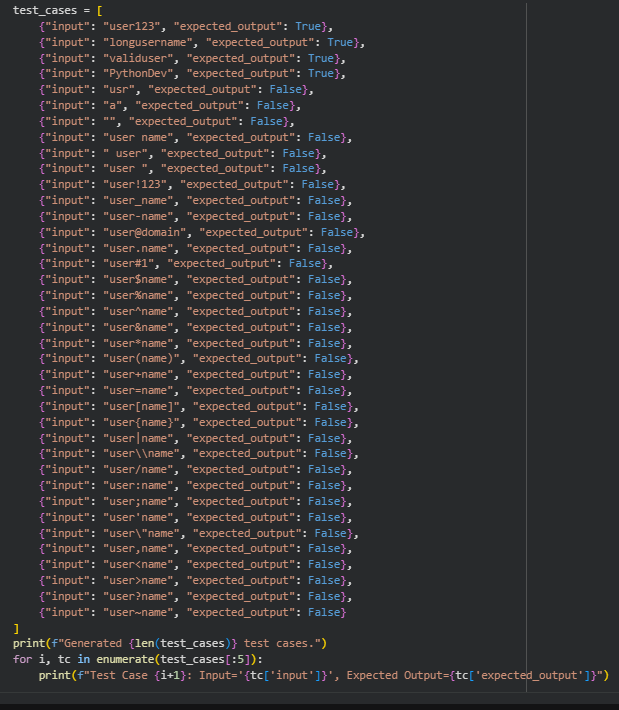 test_cases = [
    {"input": "user123", "expected_output": True},
    {"input": "longusername", "expected_output": True},
    {"input": "validuser", "expected_output": True},
    {"input": "PythonDev", "expected_output": True},
    {"input": "usr", "expected_output": False},
    {"input": "a", "expected_output": False},
    {"input": "", "expected_output": False},
    {"input": "user name", "expected_output": False},
    {"input": " user", "expected_output": False},
    {"input": "user ", "expected_output": False},
    {"input": "user!123", "expected_output": False},
    {"input": "user_name", "expected_output": False},
    {"input": "user-name", "expected_output": False},
    {"input": "user@domain", "expected_output": False},
    {"input": "user.name", "expected_output": False},
    {"input": "user#1", "expected_output": False},
    {"input": "user$name", "expected_output": False},
    {"input": "user%name", "expected_output": False},
    {"input": "user^name", "expected_output": False},
    {"input": "user&name", "expected_output": False},
    {"input": "user*name", "expected_output": False},
    {"input": "user(name)", "expected_output": False},
    {"input": "user+name", "expected_output": False},
    {"input": "user=name", "expected_output": False},
    {"input": "user[name]", "expected_output": False},
    {"input": "user{name}", "expected_output": False},
    {"input": "user|name", "expected_output": False},
    {"input": "user\\name", "expected_output": False},
    {"input": "user/name", "expected_output": False},
    {"input": "user:name", "expected_output": False},
    {"input": "user;name", "expected_output": False},
    {"input": "user'name", "expected_output": False},
    {"input": "user\"name", "expected_output": False},
    {"input": "user,name", "expected_output": False},
    {"input": "user<name", "expected_output": False},
    {"input": "user>name", "expected_output": False},
    {"input": "user?name", "expected_output": False},
    {"input": "user~name", "expected_output": False}
]
print(f"Generated {len(test_cases)} test cases.")
for i, tc in enumerate(test_cases[:5]):
    print(f"Test Case {i+1}: Input='{tc['input']}', Expected Output={tc['expected_output']}")